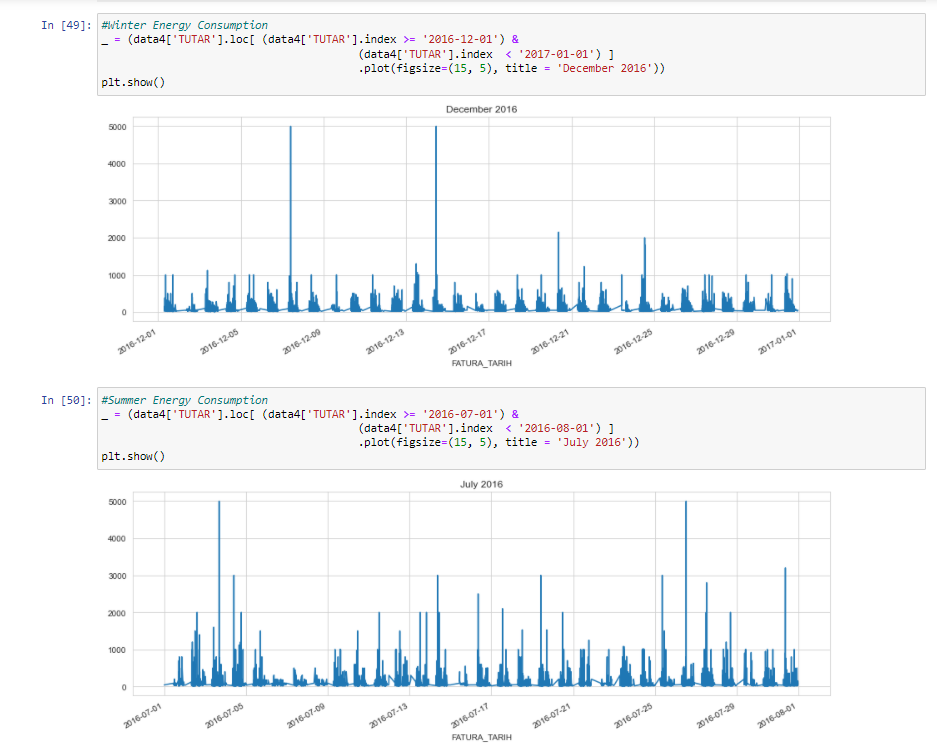 In [49]: #Winter Energy Consumption
_ = (data4['TUTAR'].loc[ (data4['TUTAR'].index >= '2016-12-01') &
(data4['TUTAR'].index < '2017-01-01') ]
.plot(figsize=(15, 5), title = 'December 2016'))
plt.show()
December 2016
5000
4000
3000
2000
1000
0
2016-12-01 2016-12-05 2016-12-09 2016-12-13 2016-12-17 2016-12-21 2016-12-25 2016-12-29 2017-01-01
FATURA_TARIH
In [50]: #Summer Energy Consumption
_ = (data4['TUTAR'].loc[ (data4['TUTAR'].index >= '2016-07-01') &
(data4['TUTAR'].index < '2016-08-01') ]
.plot(figsize=(15, 5), title = 'July 2016'))
plt.show()
July 2016
5000
4000
3000
2000
1000
0
2016-07-01 2016-07-05 2016-07-09 2016-07-13 2016-07-17 2016-07-21 2016-07-25 2016-07-29 2016-08-01
FATURA_TARIH